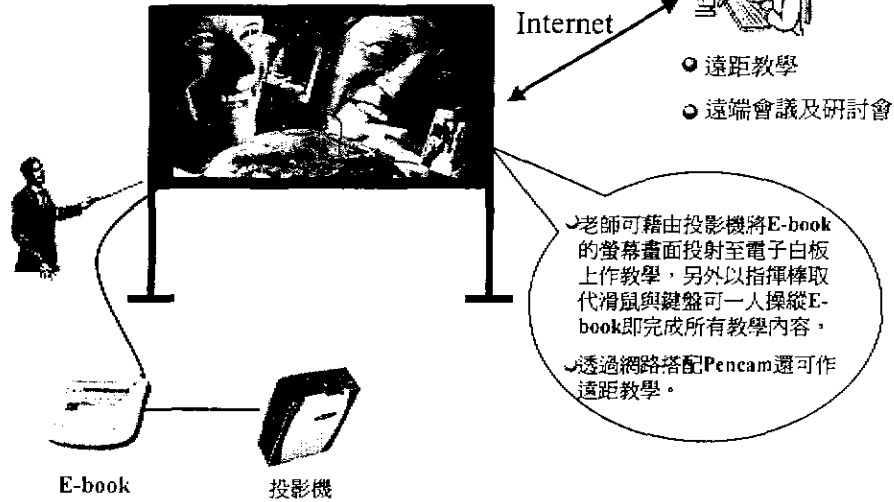 Internet
遠距教學
遠端會議及研討會
老師可藉由投影機將E-book
的螢幕畫面投射至電子白板
上作教學，另外以指揮棒取
代滑鼠與鍵盤可一人操縱E-
book即完成所有教學內容。
透過網路搭配Pencam還可作
遠距教學。
E-book
投影機